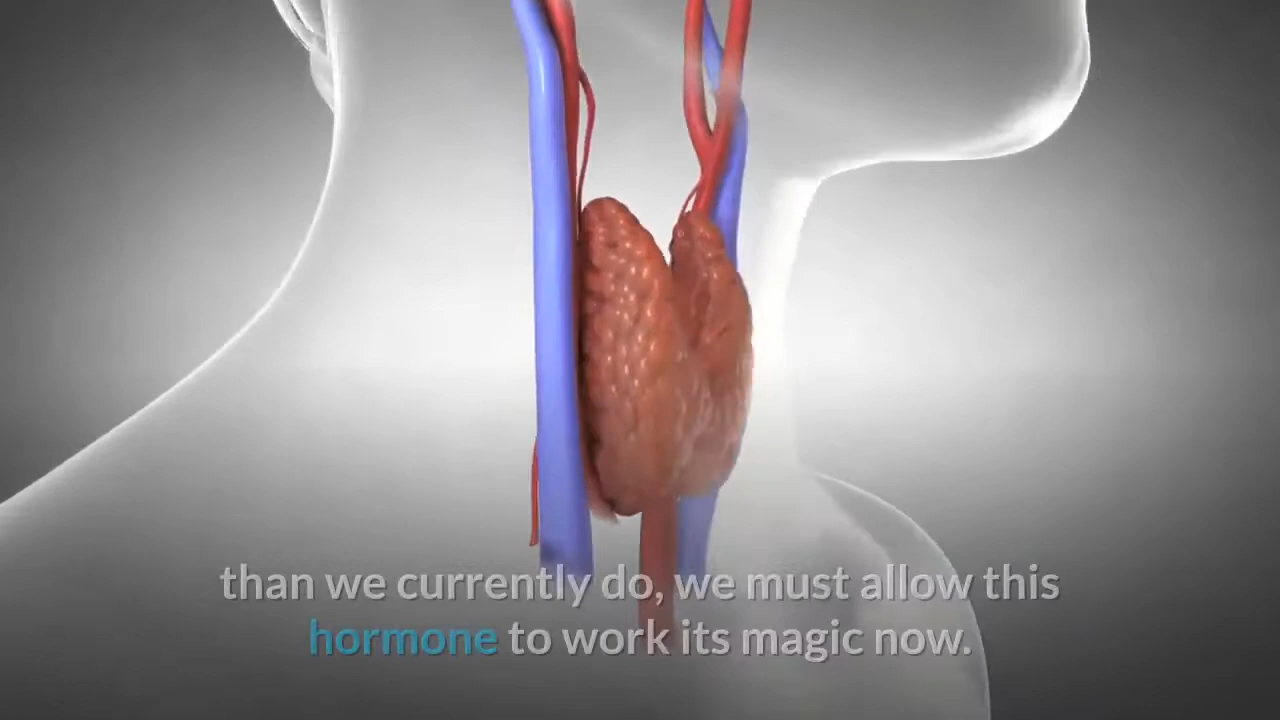 than we currently do, we must allow this
hormone to work its magic now.